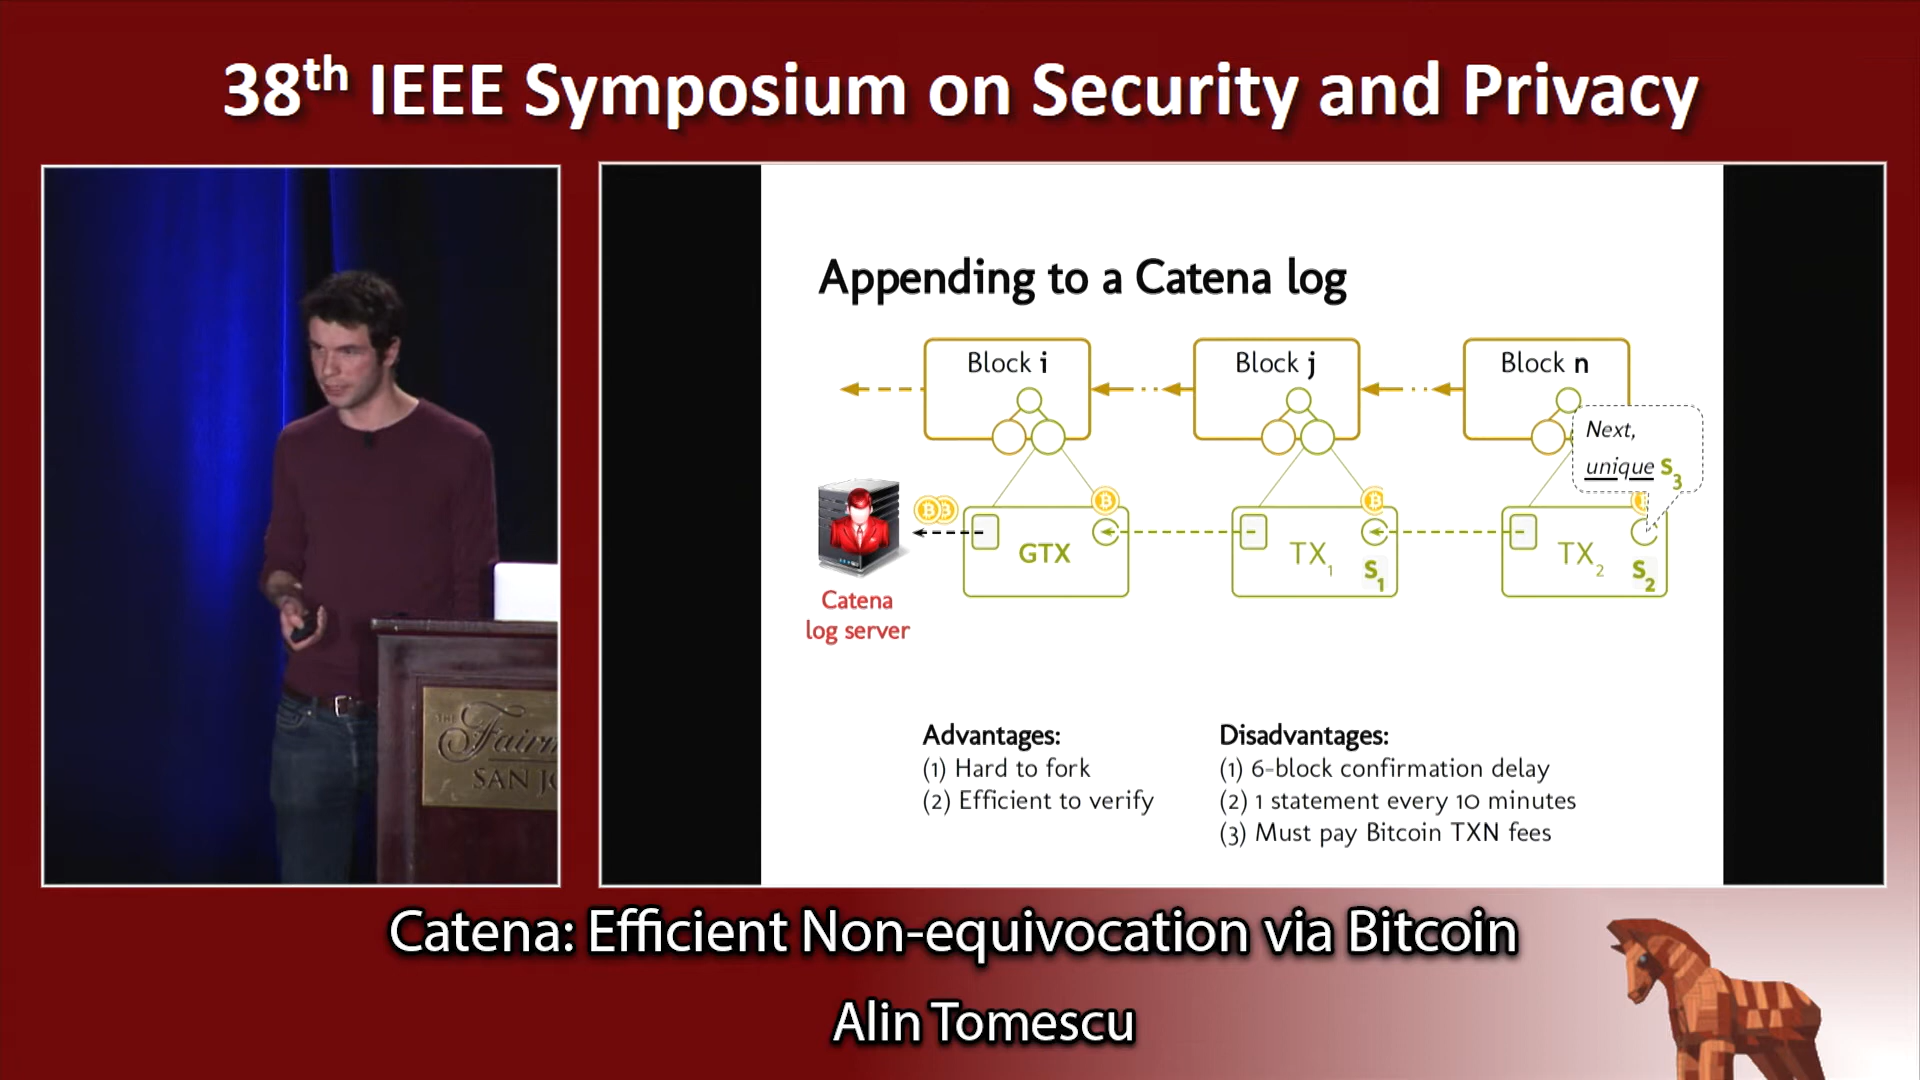 38th IEEE Symposium on Security and Privacy
Appending to a Catena log
Block i
Block j
Block n
Next,
unique s3
GTX
TX1
s1
TX2
s2
Catena
log server
Advantages:
(1) Hard to fork
(2) Efficient to verify
Disadvantages:
(1) 6-block confirmation delay
(2) 1 statement every 10 minutes
(3) Must pay Bitcoin TXN fees
THE
SAN
Catena: Efficient Non-equivocation via Bitcoin
Alin Tomescu